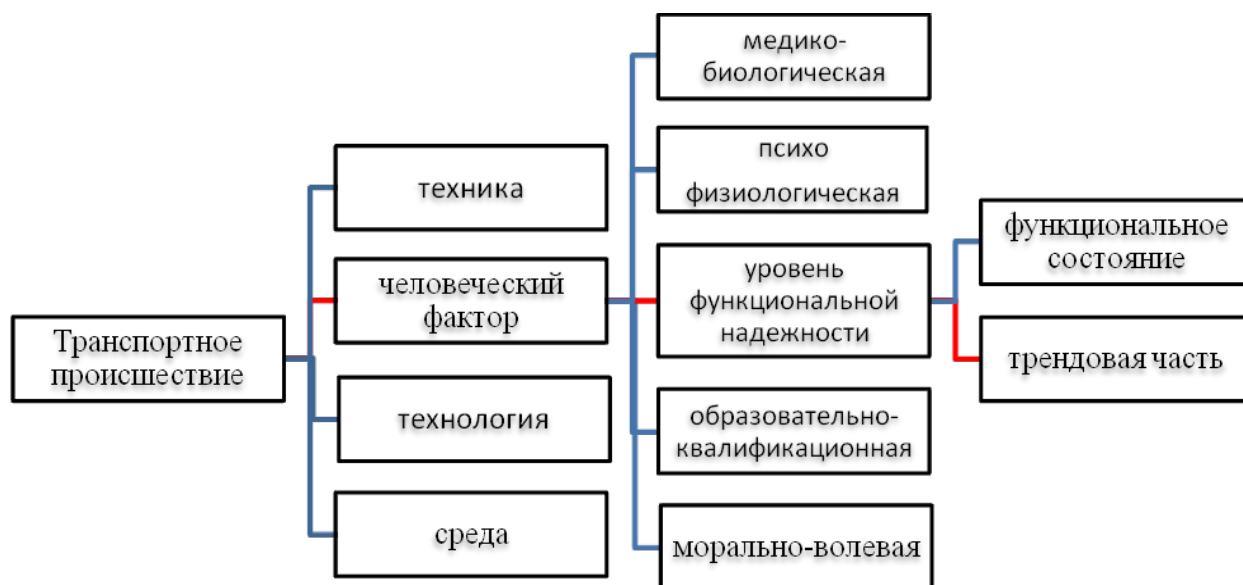 Транспортное
происшествие
техника
человеческий
фактор
технология
среда
медико-
биологическая
психо
физиологическая
уровень
функциональной
надежности
образовательно-
квалификационная
морально-волевая
функциональное
состояние
трендовая часть